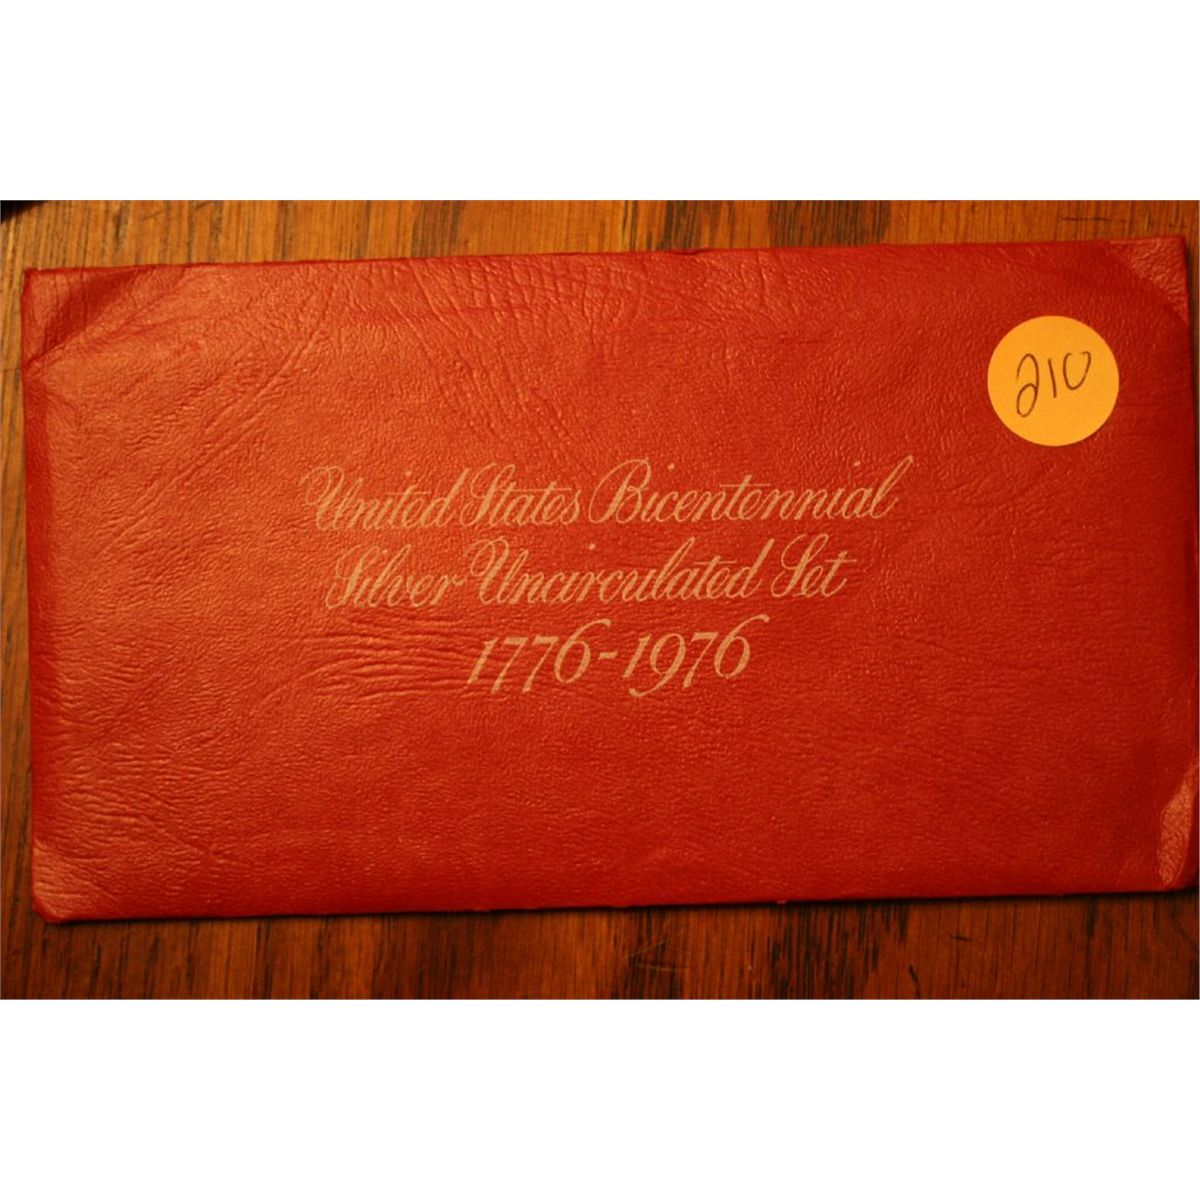 210
United States Bicentennial
Silver Uncirculated Set
1776-1976